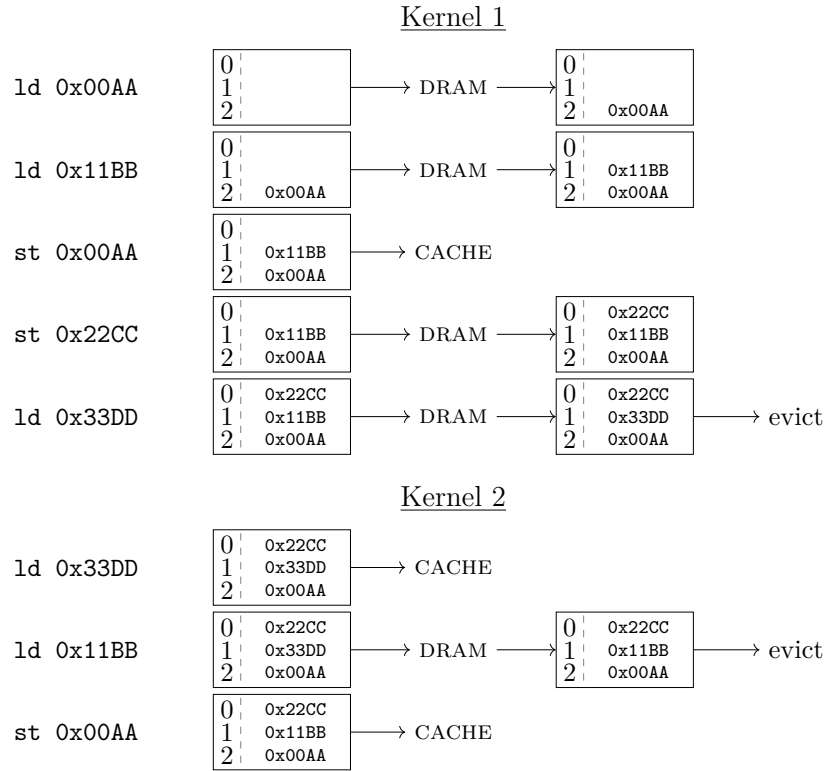 Kernel 1
0 0
ld 0x00AA 1 DRAM 1
2 2 0x00AA
0 0
ld 0x11BB 1 DRAM 1 0x11BB
2 0x00AA 2 0x00AA
0
st 0x00AA 1 0x11BB CACHE
2 0x00AA
0 0 0x22CC
st 0x22CC 1 0x11BB DRAM 1 0x11BB
2 0x00AA 2 0x00AA
0 0x22CC 0 0x22CC
ld 0x33DD 1 0x11BB DRAM 1 0x33DD evict
2 0x00AA 2 0x00AA
Kernel 2
0 0x22CC
ld 0x33DD 1 0x33DD CACHE
2 0x00AA
0 0x22CC 0 0x22CC
ld 0x11BB 1 0x33DD DRAM 1 0x11BB evict
2 0x00AA 2 0x00AA
0 0x22CC
st 0x00AA 1 0x11BB CACHE
2 0x00AA